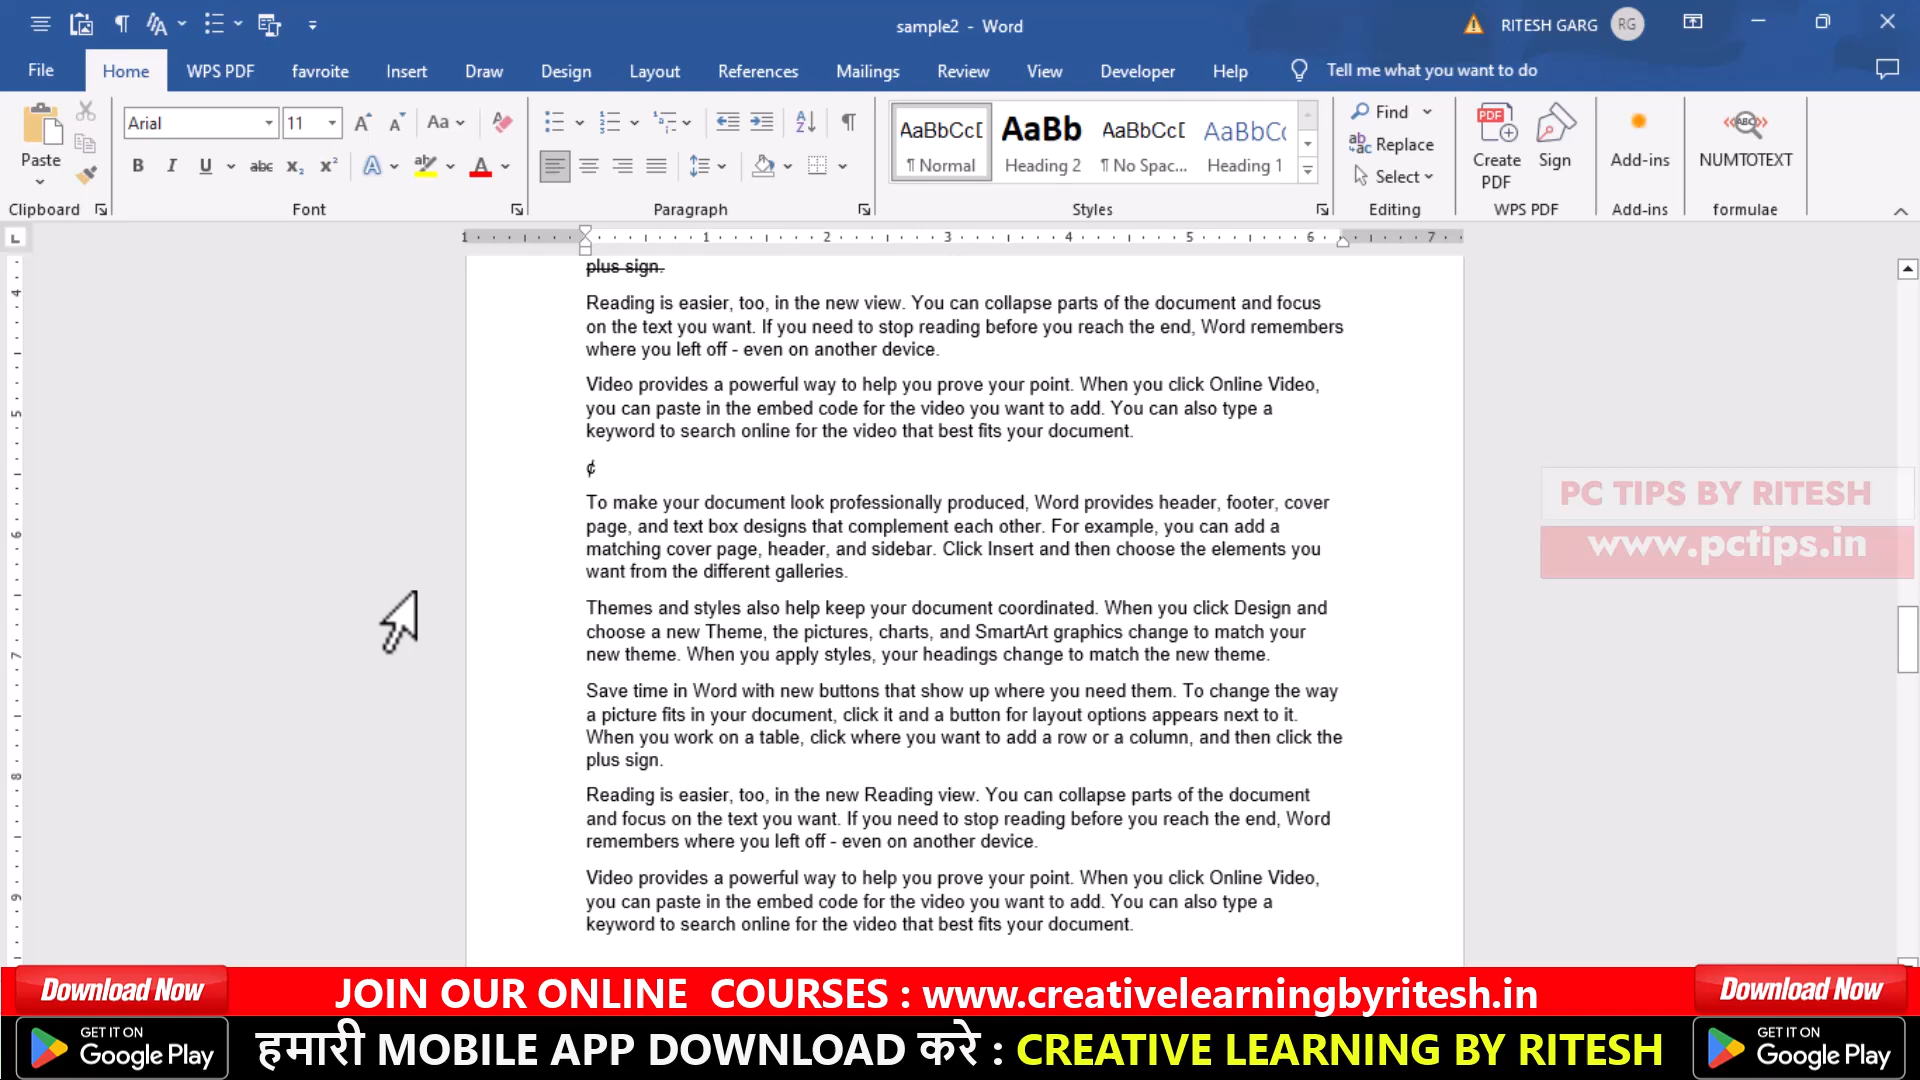 sample2 - Word
RITESH GARG
RG
File
Home
WPS PDF
favroite
Insert
Draw
Design
Layout
References
Mailings
Review
View
Developer
Help
Tell me what you want to do
Paste
Clipboard
Arial
11
Aa
B
I
U
abc
Font
Paragraph
AaBbCcD
¶ Normal
AaBb
Heading 2
AaBbCcD
¶ No Spac...
AaBbCc
Heading 1
Styles
Find
Replace
Select
Editing
Create
PDF
Sign
WPS PDF
Add-ins
Add-ins
NUMTOTEXT
formulae
1 1 2 3 4 5 6 7
4
5
6
7
8
9
plus sign.
Reading is easier, too, in the new view. You can collapse parts of the document and focus
on the text you want. If you need to stop reading before you reach the end, Word remembers
where you left off - even on another device.
Video provides a powerful way to help you prove your point. When you click Online Video,
you can paste in the embed code for the video you want to add. You can also type a
keyword to search online for the video that best fits your document.
¢
To make your document look professionally produced, Word provides header, footer, cover
page, and text box designs that complement each other. For example, you can add a
matching cover page, header, and sidebar. Click Insert and then choose the elements you
want from the different galleries.
Themes and styles also help keep your document coordinated. When you click Design and
choose a new Theme, the pictures, charts, and SmartArt graphics change to match your
new theme. When you apply styles, your headings change to match the new theme.
Save time in Word with new buttons that show up where you need them. To change the way
a picture fits in your document, click it and a button for layout options appears next to it.
When you work on a table, click where you want to add a row or a column, and then click the
plus sign.
Reading is easier, too, in the new Reading view. You can collapse parts of the document
and focus on the text you want. If you need to stop reading before you reach the end, Word
remembers where you left off - even on another device.
Video provides a powerful way to help you prove your point. When you click Online Video,
you can paste in the embed code for the video you want to add. You can also type a
keyword to search online for the video that best fits your document.
PC TIPS BY RITESH
www.pctips.in
Download Now
JOIN OUR ONLINE COURSES : www.creativelearningbyritesh.in
Download Now
GET IT ON
Google Play
हमारी MOBILE APP DOWNLOAD करे : CREATIVE LEARNING BY RITESH
GET IT ON
Google Play